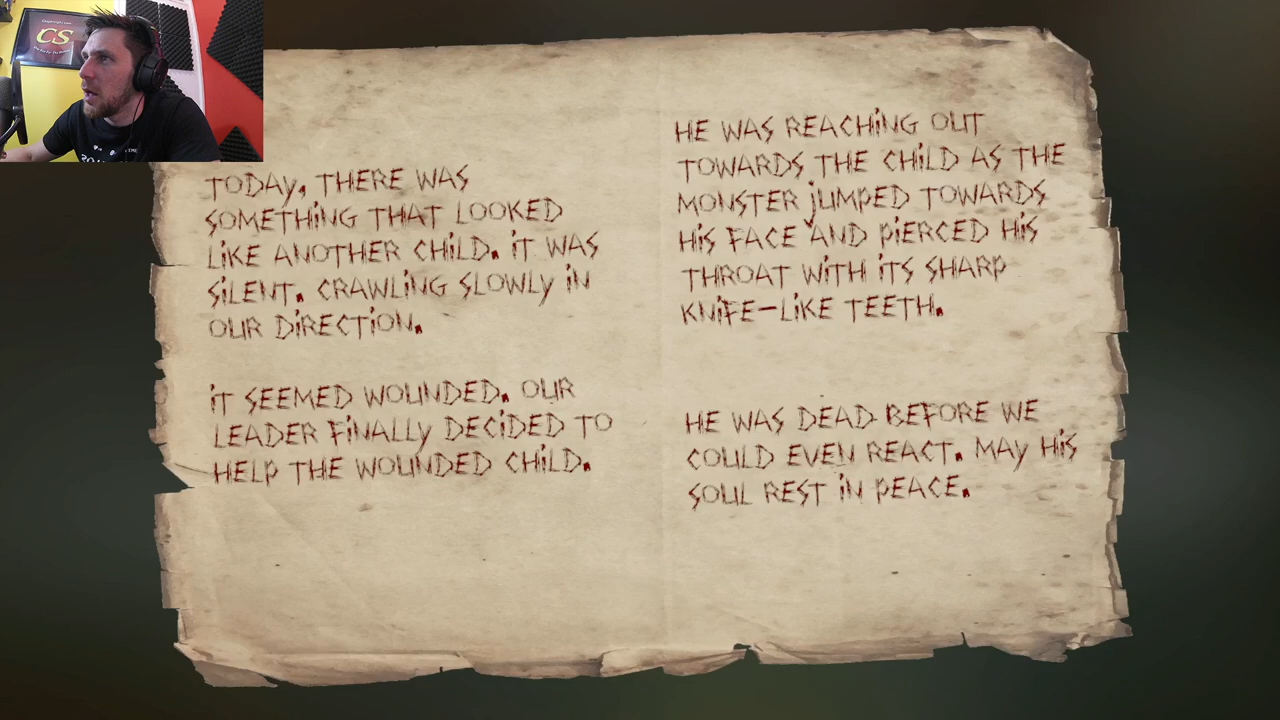 CS
TODAY, THERE WAS
SOMETHING THAT LOOKED
LIKE ANOTHER CHILD. IT WAS
SILENT. CRAWLING SLOWLY IN
OUR DIRECTION.
IT SEEMED WOUNDED. OUR
LEADER FINALLY DECIDED TO
HELP THE WOUNDED CHILD.
HE WAS REACHING OUT
TOWARDS THE CHILD AS THE
MONSTER JUMPED TOWARDS
HIS FACE AND PIERCED HIS
THROAT WITH ITS SHARP
KNIFE-LIKE TEETH.
HE WAS DEAD BEFORE WE
COULD EVEN REACT. MAY HIS
SOUL REST IN PEACE.